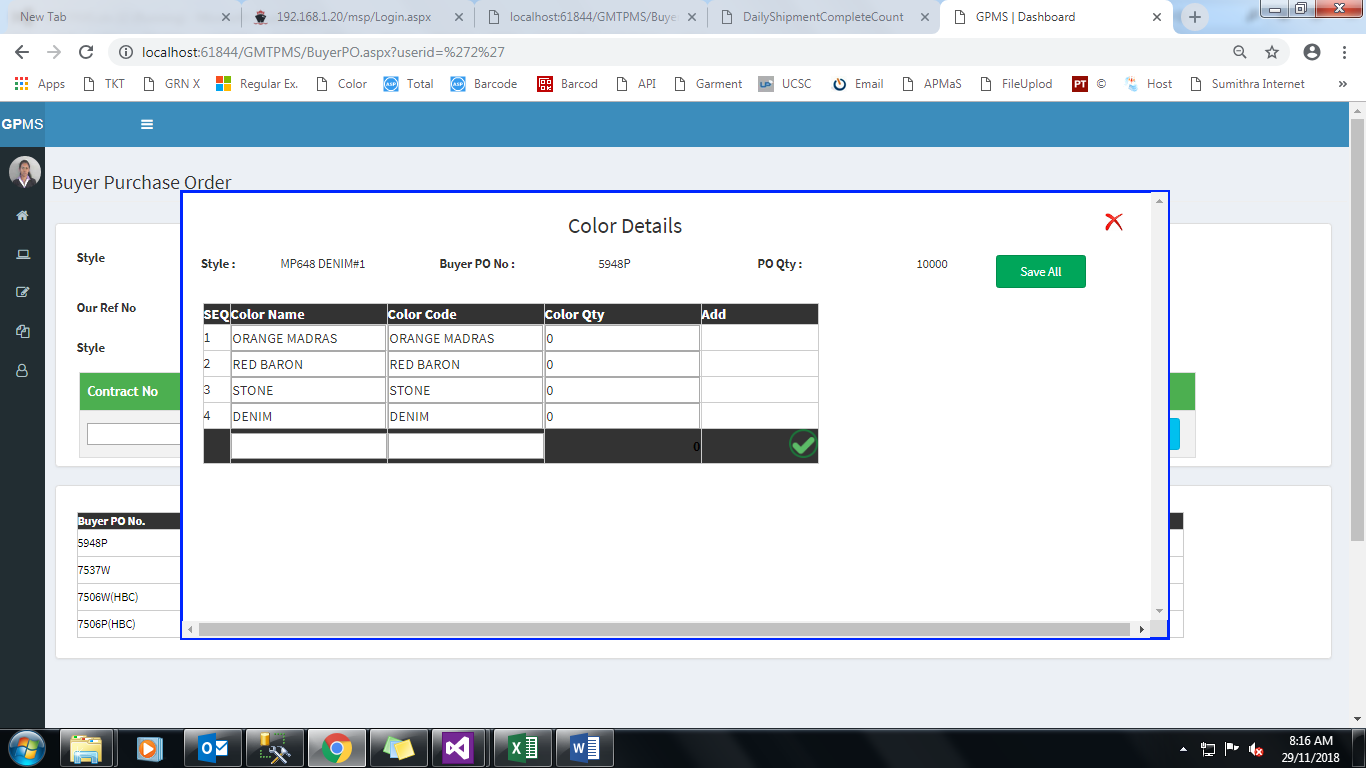 New Tab
192.168.1.20/msp/Login.aspx
localhost:61844/GMTPMS/Buye
DailyShipmentCompleteCount
GPMS | Dashboard
localhost:61844/GMTPMS/BuyerPO.aspx?userid=%272%27
Apps TKT GRN X Regular Ex. Color Total Barcode Barcod API Garment UCSC Email APMaS FileUplod PT © Host Sumithra Internet »
GPMS
Buyer Purchase Order
Style
Our Ref No
Style
Contract No
Color Details
Style : MP648 DENIM#1 Buyer PO No : 5948P PO Qty : 10000 Save All
SEQ Color Name Color Code Color Qty Add
1 ORANGE MADRAS ORANGE MADRAS 0
2 RED BARON RED BARON 0
3 STONE STONE 0
4 DENIM DENIM 0
0
Buyer PO No.
5948P
7537W
7506W(HBC)
7506P(HBC)
8:16 AM
29/11/2018